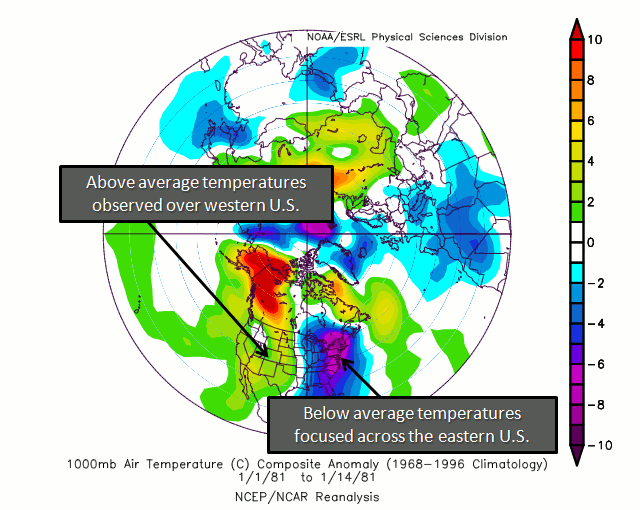 NOAA/ESRL Physical Sciences Division
10
8
6
4
2
0
−2
−4
−6
−8
−10
Above average temperatures
observed over western U.S.
Below average temperatures
focused across the eastern U.S.
1000mb Air Temperature (C) Composite Anomaly (1968−1996 Climatology)
1/1/81 to 1/14/81
NCEP/NCAR Reanalysis